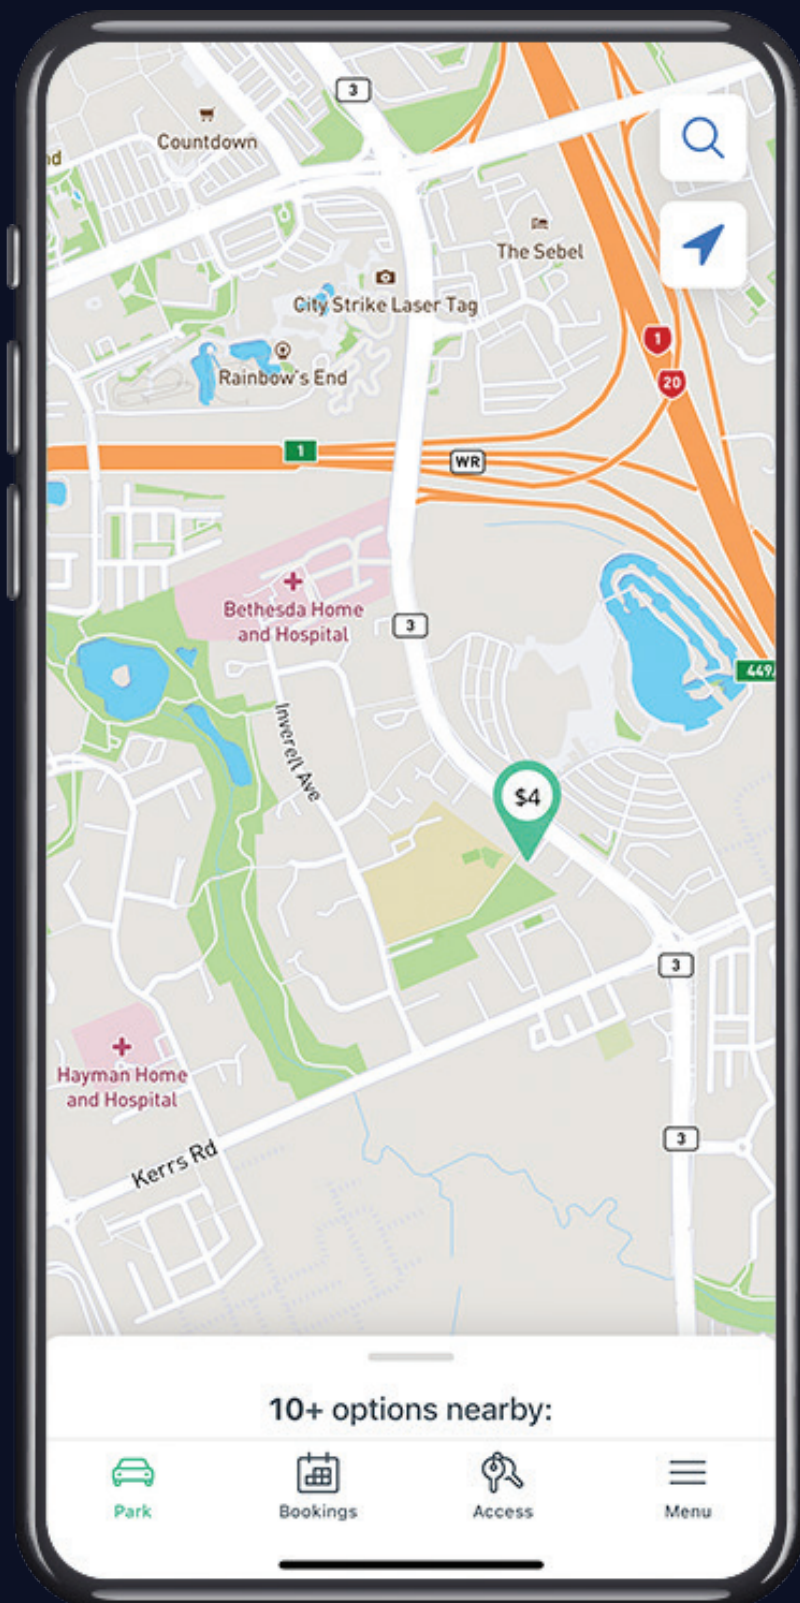 3
Countdown
nd
The Sebel
City Strike Laser Tag
1
Rainbow's End
20
1
WR
Bethesda Home
and Hospital
3
449
Inverell Ave
$4
3
Hayman Home
and Hospital
3
Kerrs Rd
10+ options nearby:
Park
Bookings
Access
Menu